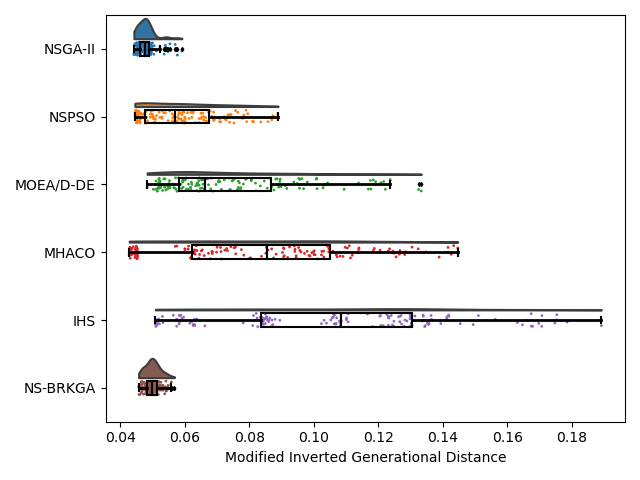 NSGA-II
NSPSO
MOEA/D-DE
MHACO
IHS
NS-BRKGA
0.04 0.06 0.08 0.10 0.12 0.14 0.16 0.18
Modified Inverted Generational Distance